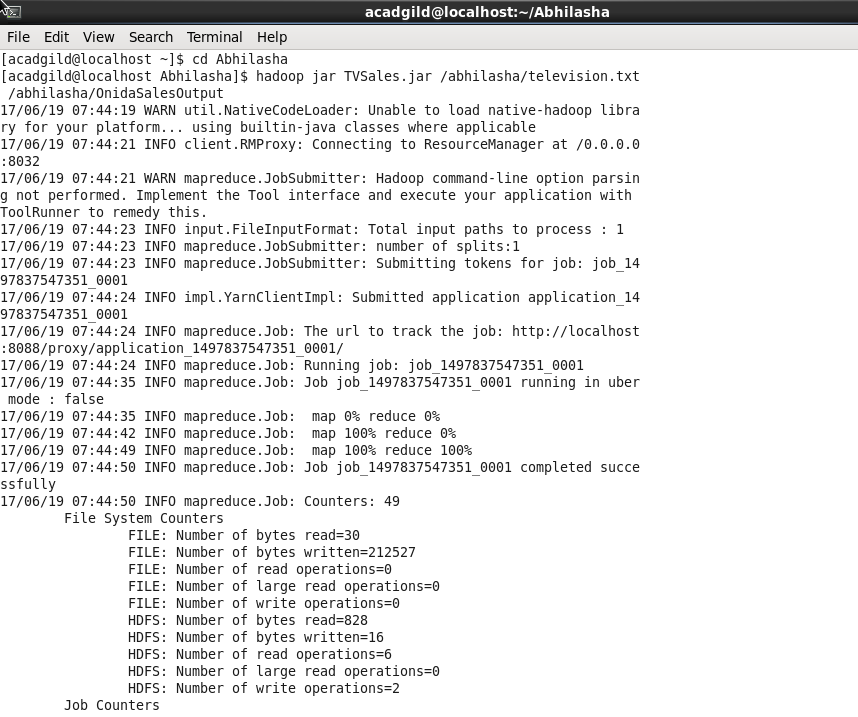 acadgild@localhost:~/Abhilasha
File Edit View Search Terminal Help
[acadgild@localhost ~]$ cd Abhilasha
[acadgild@localhost Abhilasha]$ hadoop jar TVSales.jar /abhilasha/television.txt
 /abhilasha/OnidaSalesOutput
17/06/19 07:44:19 WARN util.NativeCodeLoader: Unable to load native-hadoop libra
ry for your platform... using builtin-java classes where applicable
17/06/19 07:44:21 INFO client.RMProxy: Connecting to ResourceManager at /0.0.0.0
:8032
17/06/19 07:44:21 WARN mapreduce.JobSubmitter: Hadoop command-line option parsin
g not performed. Implement the Tool interface and execute your application with
ToolRunner to remedy this.
17/06/19 07:44:23 INFO input.FileInputFormat: Total input paths to process : 1
17/06/19 07:44:23 INFO mapreduce.JobSubmitter: number of splits:1
17/06/19 07:44:23 INFO mapreduce.JobSubmitter: Submitting tokens for job: job_14
97837547351_0001
17/06/19 07:44:24 INFO impl.YarnClientImpl: Submitted application application_14
97837547351_0001
17/06/19 07:44:24 INFO mapreduce.Job: The url to track the job: http://localhost
:8088/proxy/application_1497837547351_0001/
17/06/19 07:44:24 INFO mapreduce.Job: Running job: job_1497837547351_0001
17/06/19 07:44:35 INFO mapreduce.Job: Job job_1497837547351_0001 running in uber
 mode : false
17/06/19 07:44:35 INFO mapreduce.Job:  map 0% reduce 0%
17/06/19 07:44:42 INFO mapreduce.Job:  map 100% reduce 0%
17/06/19 07:44:49 INFO mapreduce.Job:  map 100% reduce 100%
17/06/19 07:44:50 INFO mapreduce.Job: Job job_1497837547351_0001 completed succe
ssfully
17/06/19 07:44:50 INFO mapreduce.Job: Counters: 49
        File System Counters
                FILE: Number of bytes read=30
                FILE: Number of bytes written=212527
                FILE: Number of read operations=0
                FILE: Number of large read operations=0
                FILE: Number of write operations=0
                HDFS: Number of bytes read=828
                HDFS: Number of bytes written=16
                HDFS: Number of read operations=6
                HDFS: Number of large read operations=0
                HDFS: Number of write operations=2
        Job Counters